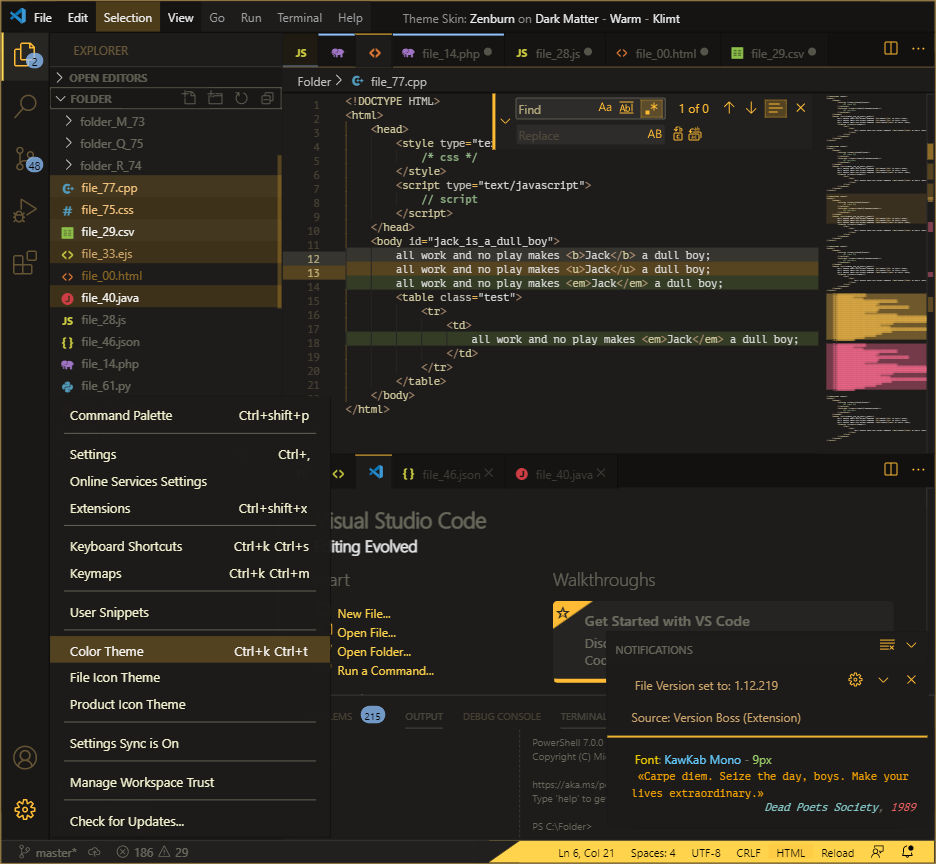 File Edit Selection View Go Run Terminal Help Theme Skin: Zenburn on Dark Matter - Warm - Klimt
2
EXPLORER
OPEN EDITORS
FOLDER
folder_M_73
folder_Q_75
folder_R_74
48
file_77.cpp
file_75.css
file_29.csv
file_33.ejs
file_00.html
file_40.java
file_28.js
file_46.json
file_14.php
file_61.py
JS file_14.php JS file_28.js file_00.html file_29.csv
Folder > file_77.cpp
Find Aa Abl .* 1 of 0
Replace AB
1 <!DOCTYPE HTML>
2 <html>
3 <head>
4 <style type="te
5 /* css */
6 </style>
7 <script type="text/javascript">
8 // script
9 </script>
10 </head>
11 <body id="jack_is_a_dull_boy">
12 all work and no play makes <b>Jack</b> a dull boy;
13 all work and no play makes <u>Jack</u> a dull boy;
14 all work and no play makes <em>Jack</em> a dull boy;
15 <table class="test">
16 <tr>
17 <td>
18 all work and no play makes <em>Jack</em> a dull boy;
19 </td>
20 </tr>
21 </table>
</body>
</html>
Command Palette Ctrl+shift+p
Settings Ctrl+,
Online Services Settings
Extensions Ctrl+shift+x
Keyboard Shortcuts Ctrl+k Ctrl+s
Keymaps Ctrl+k Ctrl+m
User Snippets
Color Theme Ctrl+k Ctrl+t
File Icon Theme
Product Icon Theme
Settings Sync is On
Manage Workspace Trust
Check for Updates...
file_46.json file_40.java
isual Studio Code
iting Evolved
art
New File...
Open File...
Open Folder...
Run a Command...
Walkthroughs
Get Started with VS Code
Disc
Coc
LEMS 215 OUTPUT DEBUG CONSOLE TERMINAL
PowerShell 7.0.0
Copyright (C) Mi
https://aka.ms/p
Type 'help' to ge
PS C:\Folder>
NOTIFICATIONS
File Version set to: 1.12.219
Source: Version Boss (Extension)
Font: KawKab Mono - 9px
«Carpe diem. Seize the day, boys. Make your
lives extraordinary.»
Dead Poets Society, 1989
master* 186 29 Ln 6, Col 21 Spaces: 4 UTF-8 CRLF HTML Reload